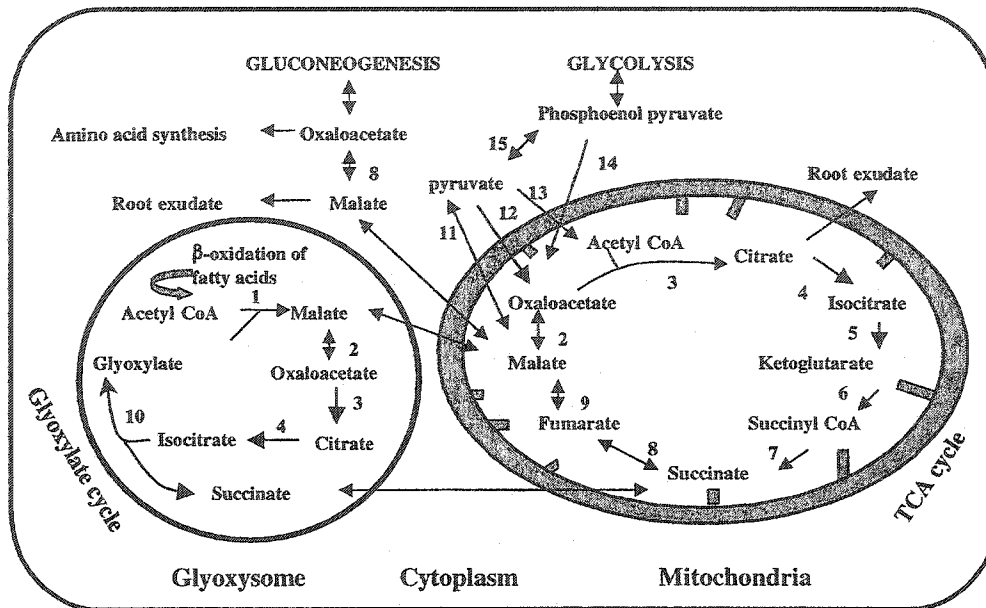 GLUCONEOGENESIS
GLYCOLYSIS
Phosphoenol pyruvate
Amino acid synthesis
Oxaloacetate
15
14
8
pyruvate
13
Root exudate
Root exudate
Malate
12
11
β-oxidation of
fatty acids
Acetyl CoA
Citrate
3
4
1
Acetyl CoA
Malate
Oxaloacetate
Isocitrate
2
2
5
Glyoxylate
Oxaloacetate
Malate
Ketoglutarate
3
9
6
10
4
Fumarate
Succinyl CoA
Isocitrate
Citrate
8
7
Succinate
Succinate
Glyoxylate cycle
TCA cycle
Glyoxysome
Cytoplasm
Mitochondria